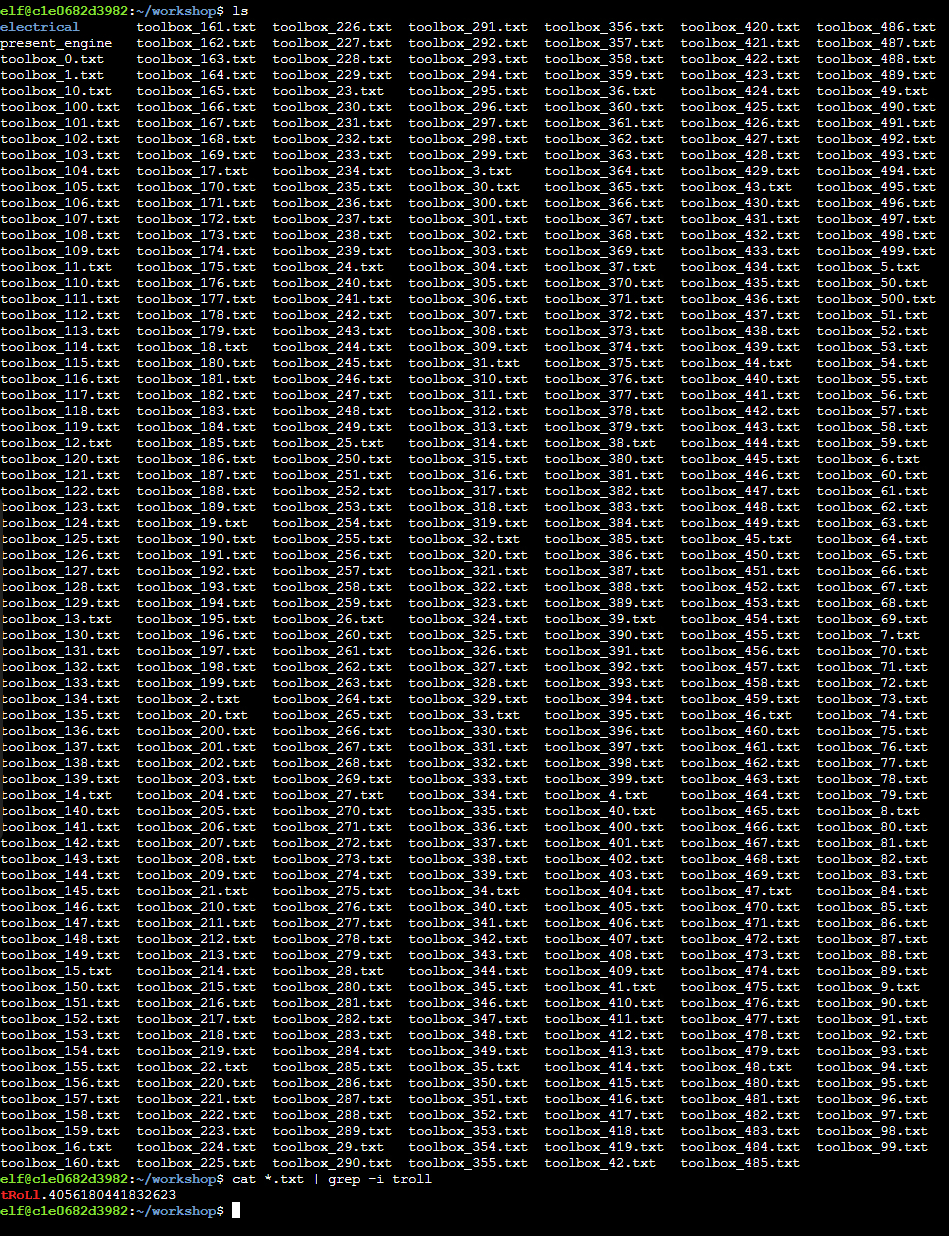 elf@c1e0682d3982:~/workshop$ ls
electrical toolbox_161.txt toolbox_226.txt toolbox_291.txt toolbox_356.txt toolbox_420.txt toolbox_486.txt
present_engine toolbox_162.txt toolbox_227.txt toolbox_292.txt toolbox_357.txt toolbox_421.txt toolbox_487.txt
toolbox_0.txt toolbox_163.txt toolbox_228.txt toolbox_293.txt toolbox_358.txt toolbox_422.txt toolbox_488.txt
toolbox_1.txt toolbox_164.txt toolbox_229.txt toolbox_294.txt toolbox_359.txt toolbox_423.txt toolbox_489.txt
toolbox_10.txt toolbox_165.txt toolbox_23.txt toolbox_295.txt toolbox_36.txt toolbox_424.txt toolbox_49.txt
toolbox_100.txt toolbox_166.txt toolbox_230.txt toolbox_296.txt toolbox_360.txt toolbox_425.txt toolbox_490.txt
toolbox_101.txt toolbox_167.txt toolbox_231.txt toolbox_297.txt toolbox_361.txt toolbox_426.txt toolbox_491.txt
toolbox_102.txt toolbox_168.txt toolbox_232.txt toolbox_298.txt toolbox_362.txt toolbox_427.txt toolbox_492.txt
toolbox_103.txt toolbox_169.txt toolbox_233.txt toolbox_299.txt toolbox_363.txt toolbox_428.txt toolbox_493.txt
toolbox_104.txt toolbox_17.txt toolbox_234.txt toolbox_3.txt toolbox_364.txt toolbox_429.txt toolbox_494.txt
toolbox_105.txt toolbox_170.txt toolbox_235.txt toolbox_30.txt toolbox_365.txt toolbox_43.txt toolbox_495.txt
toolbox_106.txt toolbox_171.txt toolbox_236.txt toolbox_300.txt toolbox_366.txt toolbox_430.txt toolbox_496.txt
toolbox_107.txt toolbox_172.txt toolbox_237.txt toolbox_301.txt toolbox_367.txt toolbox_431.txt toolbox_497.txt
toolbox_108.txt toolbox_173.txt toolbox_238.txt toolbox_302.txt toolbox_368.txt toolbox_432.txt toolbox_498.txt
toolbox_109.txt toolbox_174.txt toolbox_239.txt toolbox_303.txt toolbox_369.txt toolbox_433.txt toolbox_499.txt
toolbox_11.txt toolbox_175.txt toolbox_24.txt toolbox_304.txt toolbox_37.txt toolbox_434.txt toolbox_5.txt
toolbox_110.txt toolbox_176.txt toolbox_240.txt toolbox_305.txt toolbox_370.txt toolbox_435.txt toolbox_50.txt
toolbox_111.txt toolbox_177.txt toolbox_241.txt toolbox_306.txt toolbox_371.txt toolbox_436.txt toolbox_500.txt
toolbox_112.txt toolbox_178.txt toolbox_242.txt toolbox_307.txt toolbox_372.txt toolbox_437.txt toolbox_51.txt
toolbox_113.txt toolbox_179.txt toolbox_243.txt toolbox_308.txt toolbox_373.txt toolbox_438.txt toolbox_52.txt
toolbox_114.txt toolbox_18.txt toolbox_244.txt toolbox_309.txt toolbox_374.txt toolbox_439.txt toolbox_53.txt
toolbox_115.txt toolbox_180.txt toolbox_245.txt toolbox_31.txt toolbox_375.txt toolbox_44.txt toolbox_54.txt
toolbox_116.txt toolbox_181.txt toolbox_246.txt toolbox_310.txt toolbox_376.txt toolbox_440.txt toolbox_55.txt
toolbox_117.txt toolbox_182.txt toolbox_247.txt toolbox_311.txt toolbox_377.txt toolbox_441.txt toolbox_56.txt
toolbox_118.txt toolbox_183.txt toolbox_248.txt toolbox_312.txt toolbox_378.txt toolbox_442.txt toolbox_57.txt
toolbox_119.txt toolbox_184.txt toolbox_249.txt toolbox_313.txt toolbox_379.txt toolbox_443.txt toolbox_58.txt
toolbox_12.txt toolbox_185.txt toolbox_25.txt toolbox_314.txt toolbox_38.txt toolbox_444.txt toolbox_59.txt
toolbox_120.txt toolbox_186.txt toolbox_250.txt toolbox_315.txt toolbox_380.txt toolbox_445.txt toolbox_6.txt
toolbox_121.txt toolbox_187.txt toolbox_251.txt toolbox_316.txt toolbox_381.txt toolbox_446.txt toolbox_60.txt
toolbox_122.txt toolbox_188.txt toolbox_252.txt toolbox_317.txt toolbox_382.txt toolbox_447.txt toolbox_61.txt
toolbox_123.txt toolbox_189.txt toolbox_253.txt toolbox_318.txt toolbox_383.txt toolbox_448.txt toolbox_62.txt
toolbox_124.txt toolbox_19.txt toolbox_254.txt toolbox_319.txt toolbox_384.txt toolbox_449.txt toolbox_63.txt
toolbox_125.txt toolbox_190.txt toolbox_255.txt toolbox_32.txt toolbox_385.txt toolbox_45.txt toolbox_64.txt
toolbox_126.txt toolbox_191.txt toolbox_256.txt toolbox_320.txt toolbox_386.txt toolbox_450.txt toolbox_65.txt
toolbox_127.txt toolbox_192.txt toolbox_257.txt toolbox_321.txt toolbox_387.txt toolbox_451.txt toolbox_66.txt
toolbox_128.txt toolbox_193.txt toolbox_258.txt toolbox_322.txt toolbox_388.txt toolbox_452.txt toolbox_67.txt
toolbox_129.txt toolbox_194.txt toolbox_259.txt toolbox_323.txt toolbox_389.txt toolbox_453.txt toolbox_68.txt
toolbox_13.txt toolbox_195.txt toolbox_26.txt toolbox_324.txt toolbox_39.txt toolbox_454.txt toolbox_69.txt
toolbox_130.txt toolbox_196.txt toolbox_260.txt toolbox_325.txt toolbox_390.txt toolbox_455.txt toolbox_7.txt
toolbox_131.txt toolbox_197.txt toolbox_261.txt toolbox_326.txt toolbox_391.txt toolbox_456.txt toolbox_70.txt
toolbox_132.txt toolbox_198.txt toolbox_262.txt toolbox_327.txt toolbox_392.txt toolbox_457.txt toolbox_71.txt
toolbox_133.txt toolbox_199.txt toolbox_263.txt toolbox_328.txt toolbox_393.txt toolbox_458.txt toolbox_72.txt
toolbox_134.txt toolbox_2.txt toolbox_264.txt toolbox_329.txt toolbox_394.txt toolbox_459.txt toolbox_73.txt
toolbox_135.txt toolbox_20.txt toolbox_265.txt toolbox_33.txt toolbox_395.txt toolbox_46.txt toolbox_74.txt
toolbox_136.txt toolbox_200.txt toolbox_266.txt toolbox_330.txt toolbox_396.txt toolbox_460.txt toolbox_75.txt
toolbox_137.txt toolbox_201.txt toolbox_267.txt toolbox_331.txt toolbox_397.txt toolbox_461.txt toolbox_76.txt
toolbox_138.txt toolbox_202.txt toolbox_268.txt toolbox_332.txt toolbox_398.txt toolbox_462.txt toolbox_77.txt
toolbox_139.txt toolbox_203.txt toolbox_269.txt toolbox_333.txt toolbox_399.txt toolbox_463.txt toolbox_78.txt
toolbox_14.txt toolbox_204.txt toolbox_27.txt toolbox_334.txt toolbox_4.txt toolbox_464.txt toolbox_79.txt
toolbox_140.txt toolbox_205.txt toolbox_270.txt toolbox_335.txt toolbox_40.txt toolbox_465.txt toolbox_8.txt
toolbox_141.txt toolbox_206.txt toolbox_271.txt toolbox_336.txt toolbox_400.txt toolbox_466.txt toolbox_80.txt
toolbox_142.txt toolbox_207.txt toolbox_272.txt toolbox_337.txt toolbox_401.txt toolbox_467.txt toolbox_81.txt
toolbox_143.txt toolbox_208.txt toolbox_273.txt toolbox_338.txt toolbox_402.txt toolbox_468.txt toolbox_82.txt
toolbox_144.txt toolbox_209.txt toolbox_274.txt toolbox_339.txt toolbox_403.txt toolbox_469.txt toolbox_83.txt
toolbox_145.txt toolbox_21.txt toolbox_275.txt toolbox_34.txt toolbox_404.txt toolbox_47.txt toolbox_84.txt
toolbox_146.txt toolbox_210.txt toolbox_276.txt toolbox_340.txt toolbox_405.txt toolbox_470.txt toolbox_85.txt
toolbox_147.txt toolbox_211.txt toolbox_277.txt toolbox_341.txt toolbox_406.txt toolbox_471.txt toolbox_86.txt
toolbox_148.txt toolbox_212.txt toolbox_278.txt toolbox_342.txt toolbox_407.txt toolbox_472.txt toolbox_87.txt
toolbox_149.txt toolbox_213.txt toolbox_279.txt toolbox_343.txt toolbox_408.txt toolbox_473.txt toolbox_88.txt
toolbox_15.txt toolbox_214.txt toolbox_28.txt toolbox_344.txt toolbox_409.txt toolbox_474.txt toolbox_89.txt
toolbox_150.txt toolbox_215.txt toolbox_280.txt toolbox_345.txt toolbox_41.txt toolbox_475.txt toolbox_9.txt
toolbox_151.txt toolbox_216.txt toolbox_281.txt toolbox_346.txt toolbox_410.txt toolbox_476.txt toolbox_90.txt
toolbox_152.txt toolbox_217.txt toolbox_282.txt toolbox_347.txt toolbox_411.txt toolbox_477.txt toolbox_91.txt
toolbox_153.txt toolbox_218.txt toolbox_283.txt toolbox_348.txt toolbox_412.txt toolbox_478.txt toolbox_92.txt
toolbox_154.txt toolbox_219.txt toolbox_284.txt toolbox_349.txt toolbox_413.txt toolbox_479.txt toolbox_93.txt
toolbox_155.txt toolbox_22.txt toolbox_285.txt toolbox_35.txt toolbox_414.txt toolbox_48.txt toolbox_94.txt
toolbox_156.txt toolbox_220.txt toolbox_286.txt toolbox_350.txt toolbox_415.txt toolbox_480.txt toolbox_95.txt
toolbox_157.txt toolbox_221.txt toolbox_287.txt toolbox_351.txt toolbox_416.txt toolbox_481.txt toolbox_96.txt
toolbox_158.txt toolbox_222.txt toolbox_288.txt toolbox_352.txt toolbox_417.txt toolbox_482.txt toolbox_97.txt
toolbox_159.txt toolbox_223.txt toolbox_289.txt toolbox_353.txt toolbox_418.txt toolbox_483.txt toolbox_98.txt
toolbox_16.txt toolbox_224.txt toolbox_29.txt toolbox_354.txt toolbox_419.txt toolbox_484.txt toolbox_99.txt
toolbox_160.txt toolbox_225.txt toolbox_290.txt toolbox_355.txt toolbox_42.txt toolbox_485.txt
elf@c1e0682d3982:~/workshop$ cat *.txt | grep -i troll
tRoLl.4056180441832623
elf@c1e0682d3982:~/workshop$